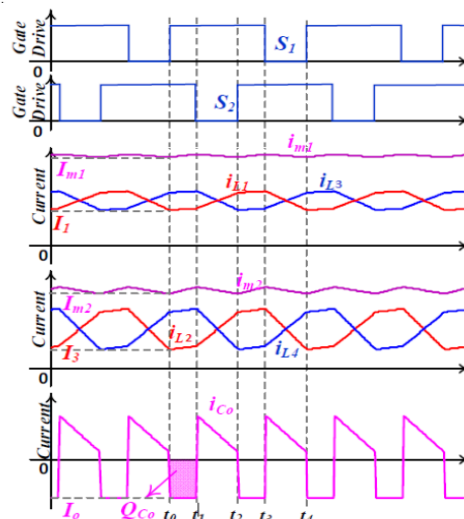 Gate
Drive
S1
0
Gate
Drive
S2
0
Current
im1
Im1
iL1
iL3
I1
0
Current
im2
Im2
iL2
iL4
I3
0
Current
iCo
0
Io
QCo
t0
t1
t2
t3
t4